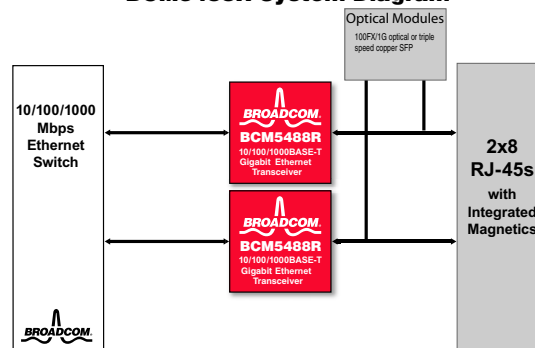 System Diagram
Optical Modules
100FX/1G optical or triple
speed copper SFP
10/100/1000
Mbps
Ethernet
Switch
BROADCOM.
BROADCOM.
BCM5488R
10/100/1000BASE-T
Gigabit Ethernet
Transceiver
BROADCOM.
BCM5488R
10/100/1000BASE-T
Gigabit Ethernet
Transceiver
2x8
RJ-45s
with
Integrated
Magnetics